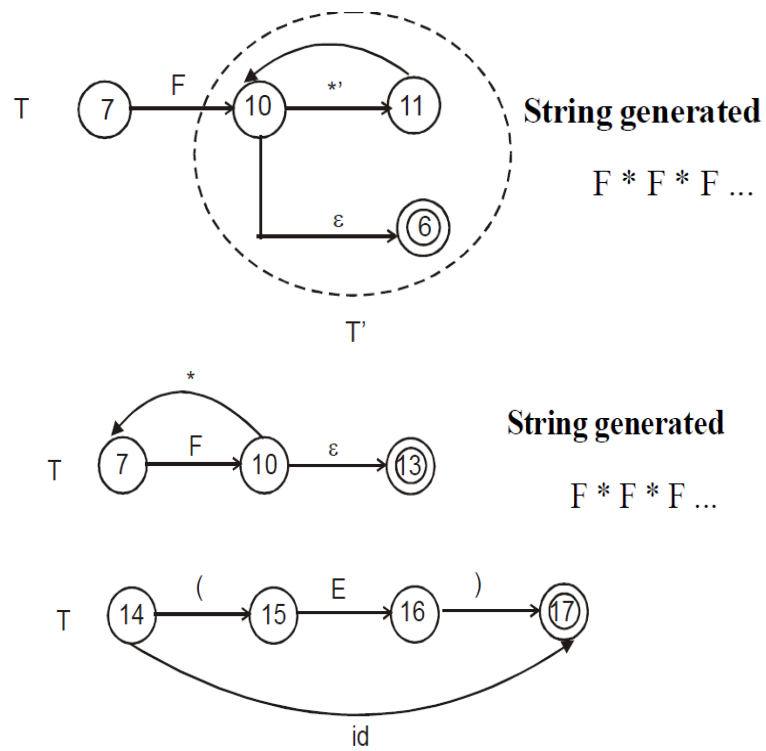 F
T 7 10 *’ 11 String generated
F * F * F ...
ε 6
T’
*
String generated
F
T 7 10 ε 13
F * F * F ...
( E )
T 14 15 16 17
id